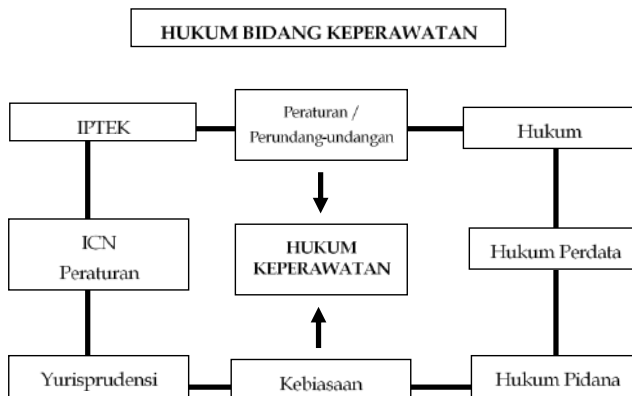 HUKUM BIDANG KEPERAWATAN
IPTEK
Peraturan /
Perundang-undangan
Hukum
ICN
Peraturan
HUKUM
KEPERAWATAN
Hukum Perdata
Yurisprudensi
Kebiasaan
Hukum Pidana